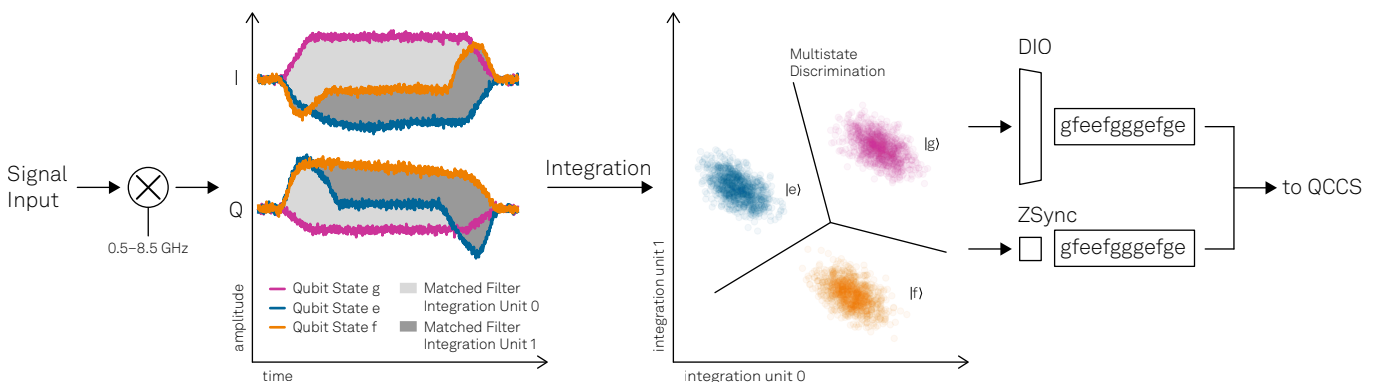 Signal
Input
0.5–8.5 GHz
I
Q
amplitude
time
Qubit State g
Qubit State e
Qubit State f
Matched Filter
Integration Unit 0
Matched Filter
Integration Unit 1
Integration
integration unit 1
integration unit 0
Multistate
Discrimination
|g⟩
|e⟩
|f⟩
DIO
gfeefgggefge
ZSync
gfeefgggefge
to QCCS